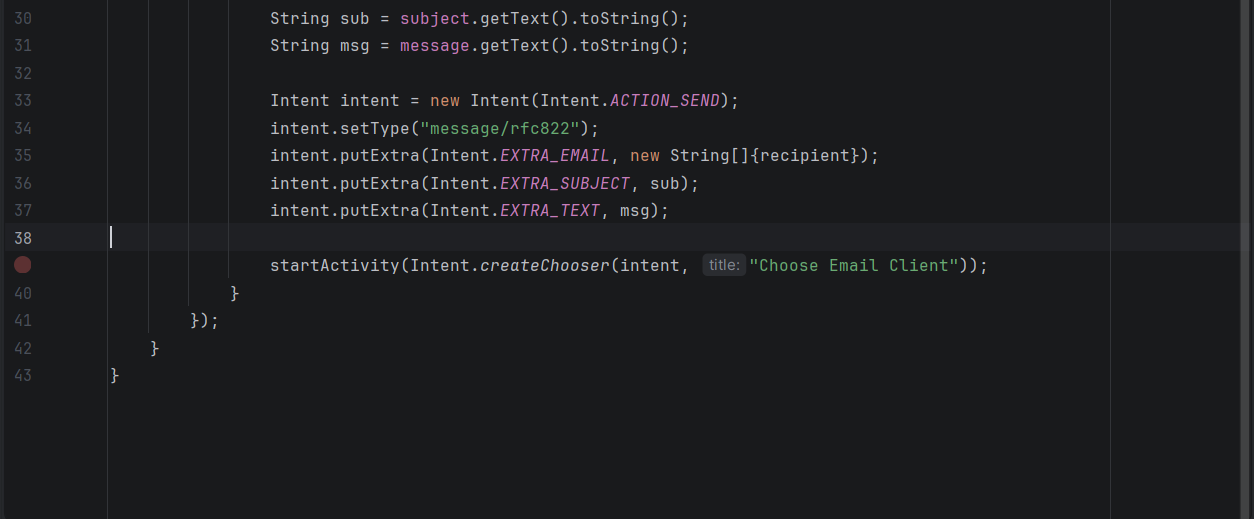 30 String sub = subject.getText().toString();
31 String msg = message.getText().toString();
32
33 Intent intent = new Intent(Intent.ACTION_SEND);
34 intent.setType("message/rfc822");
35 intent.putExtra(Intent.EXTRA_EMAIL, new String[]{recipient});
36 intent.putExtra(Intent.EXTRA_SUBJECT, sub);
37 intent.putExtra(Intent.EXTRA_TEXT, msg);
38
startActivity(Intent.createChooser(intent, title: "Choose Email Client"));
40 }
41 });
42 }
43 }